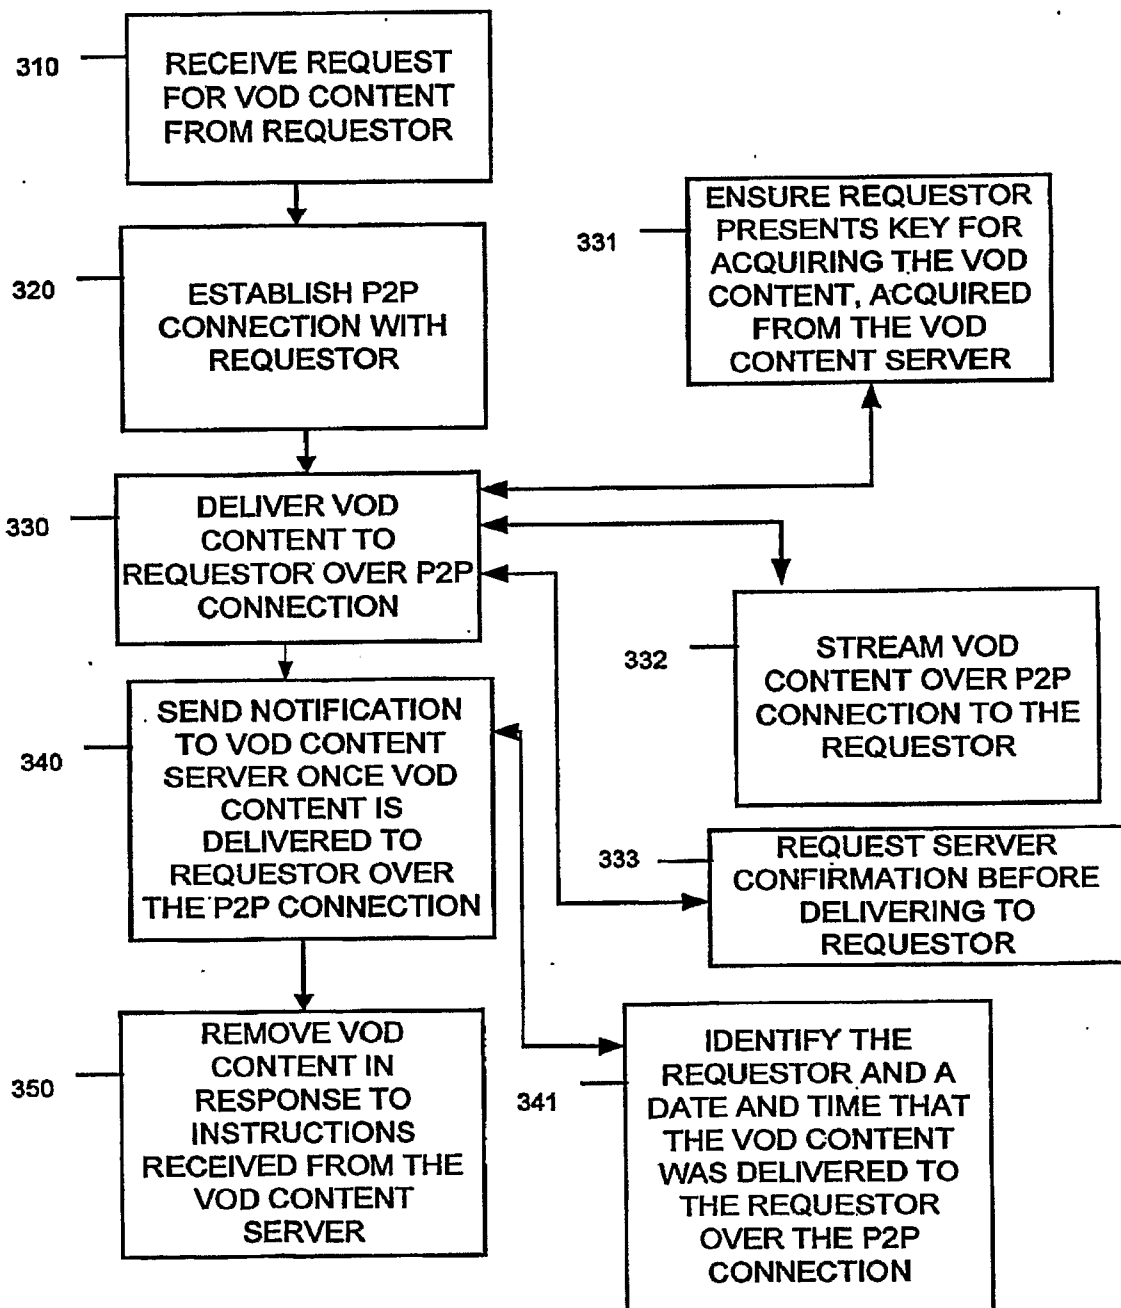 310
RECEIVE REQUEST
FOR VOD CONTENT
FROM REQUESTOR
320
ESTABLISH P2P
CONNECTION WITH
REQUESTOR
330
DELIVER VOD
CONTENT TO
REQUESTOR OVER P2P
CONNECTION
331
ENSURE REQUESTOR
PRESENTS KEY FOR
ACQUIRING THE VOD
CONTENT, ACQUIRED
FROM THE VOD
CONTENT SERVER
332
STREAM VOD
CONTENT OVER P2P
CONNECTION TO THE
REQUESTOR
333
REQUEST SERVER
CONFIRMATION BEFORE
DELIVERING TO
REQUESTOR
340
SEND NOTIFICATION
TO VOD CONTENT
SERVER ONCE VOD
CONTENT IS
DELIVERED TO
REQUESTOR OVER
THE P2P CONNECTION
341
IDENTIFY THE
REQUESTOR AND A
DATE AND TIME THAT
THE VOD CONTENT
WAS DELIVERED TO
THE REQUESTOR
OVER THE P2P
CONNECTION
350
REMOVE VOD
CONTENT IN
RESPONSE TO
INSTRUCTIONS
RECEIVED FROM THE
VOD CONTENT
SERVER